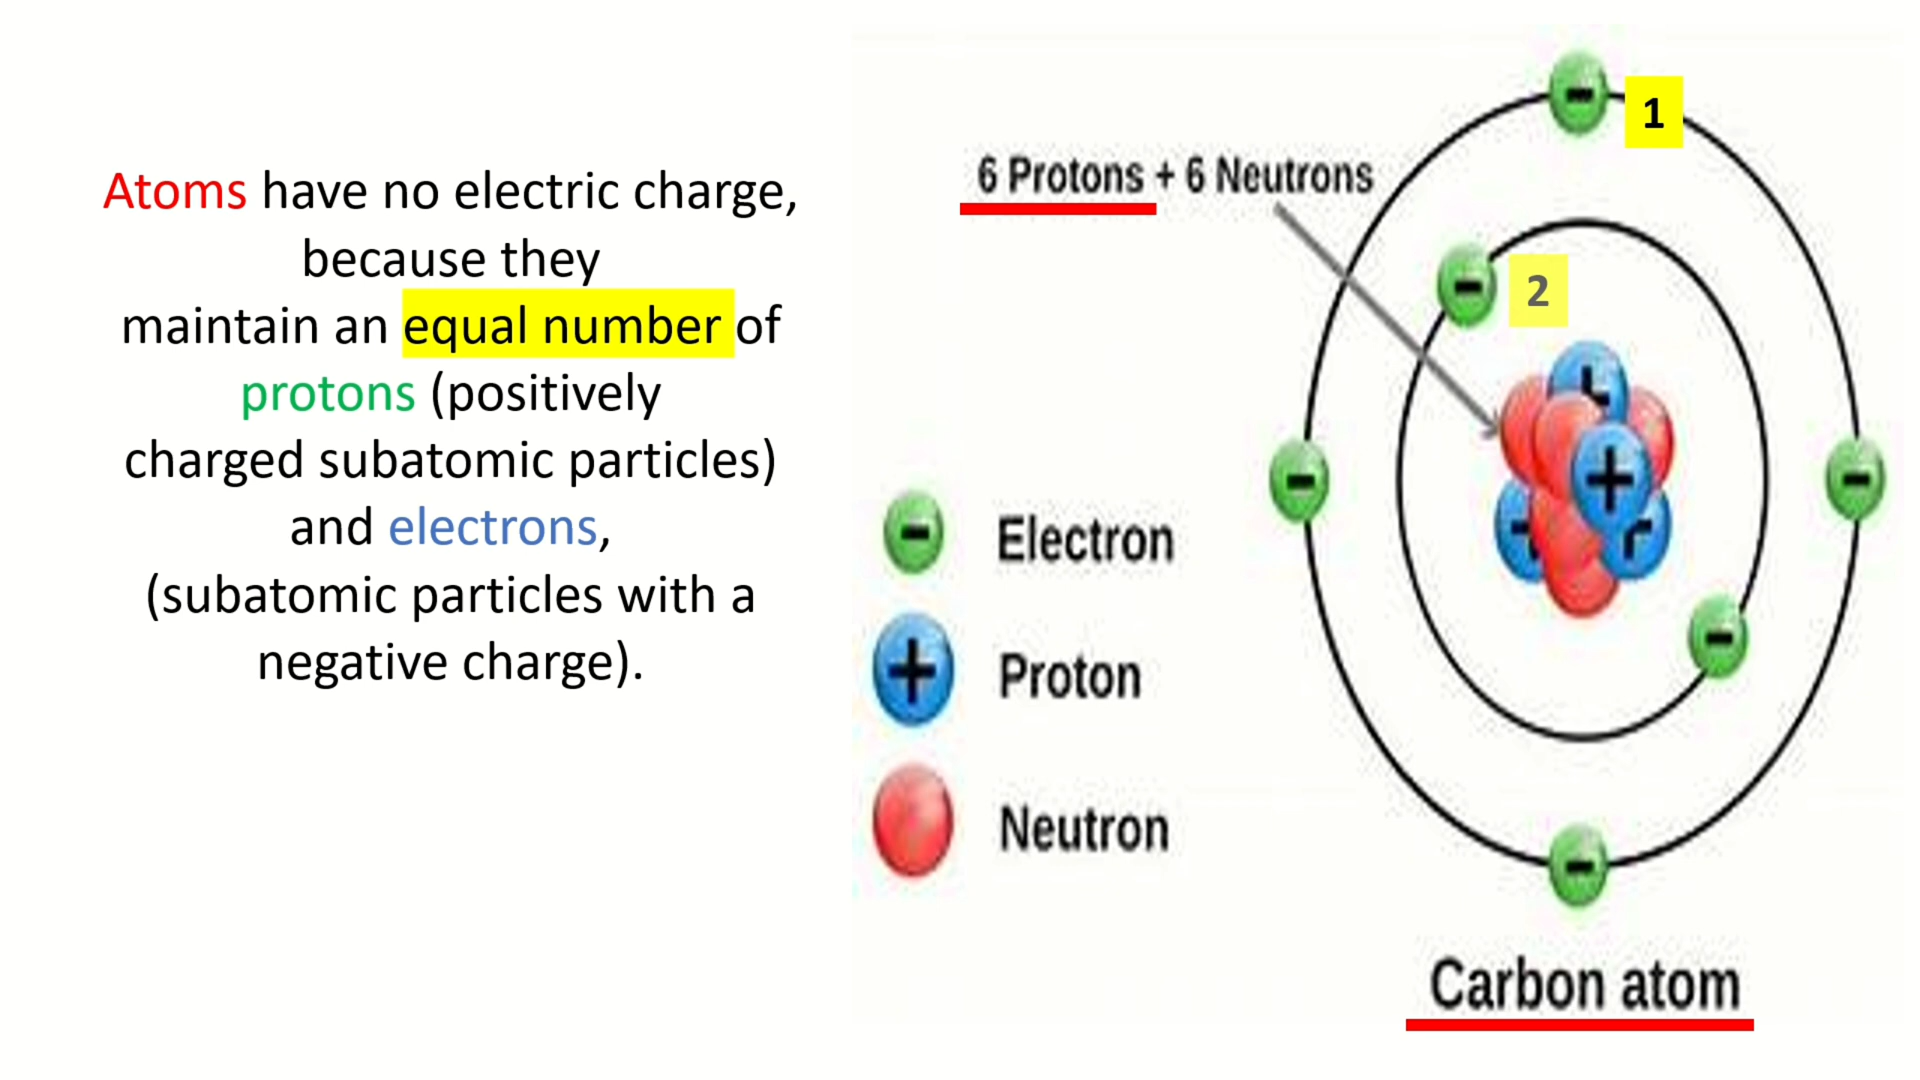 Atoms have no electric charge,
because they
maintain an equal number of
protons (positively
charged subatomic particles)
and electrons,
(subatomic particles with a
negative charge).
1
6 Protons + 6 Neutrons
2
Electron
Proton
Neutron
Carbon atom